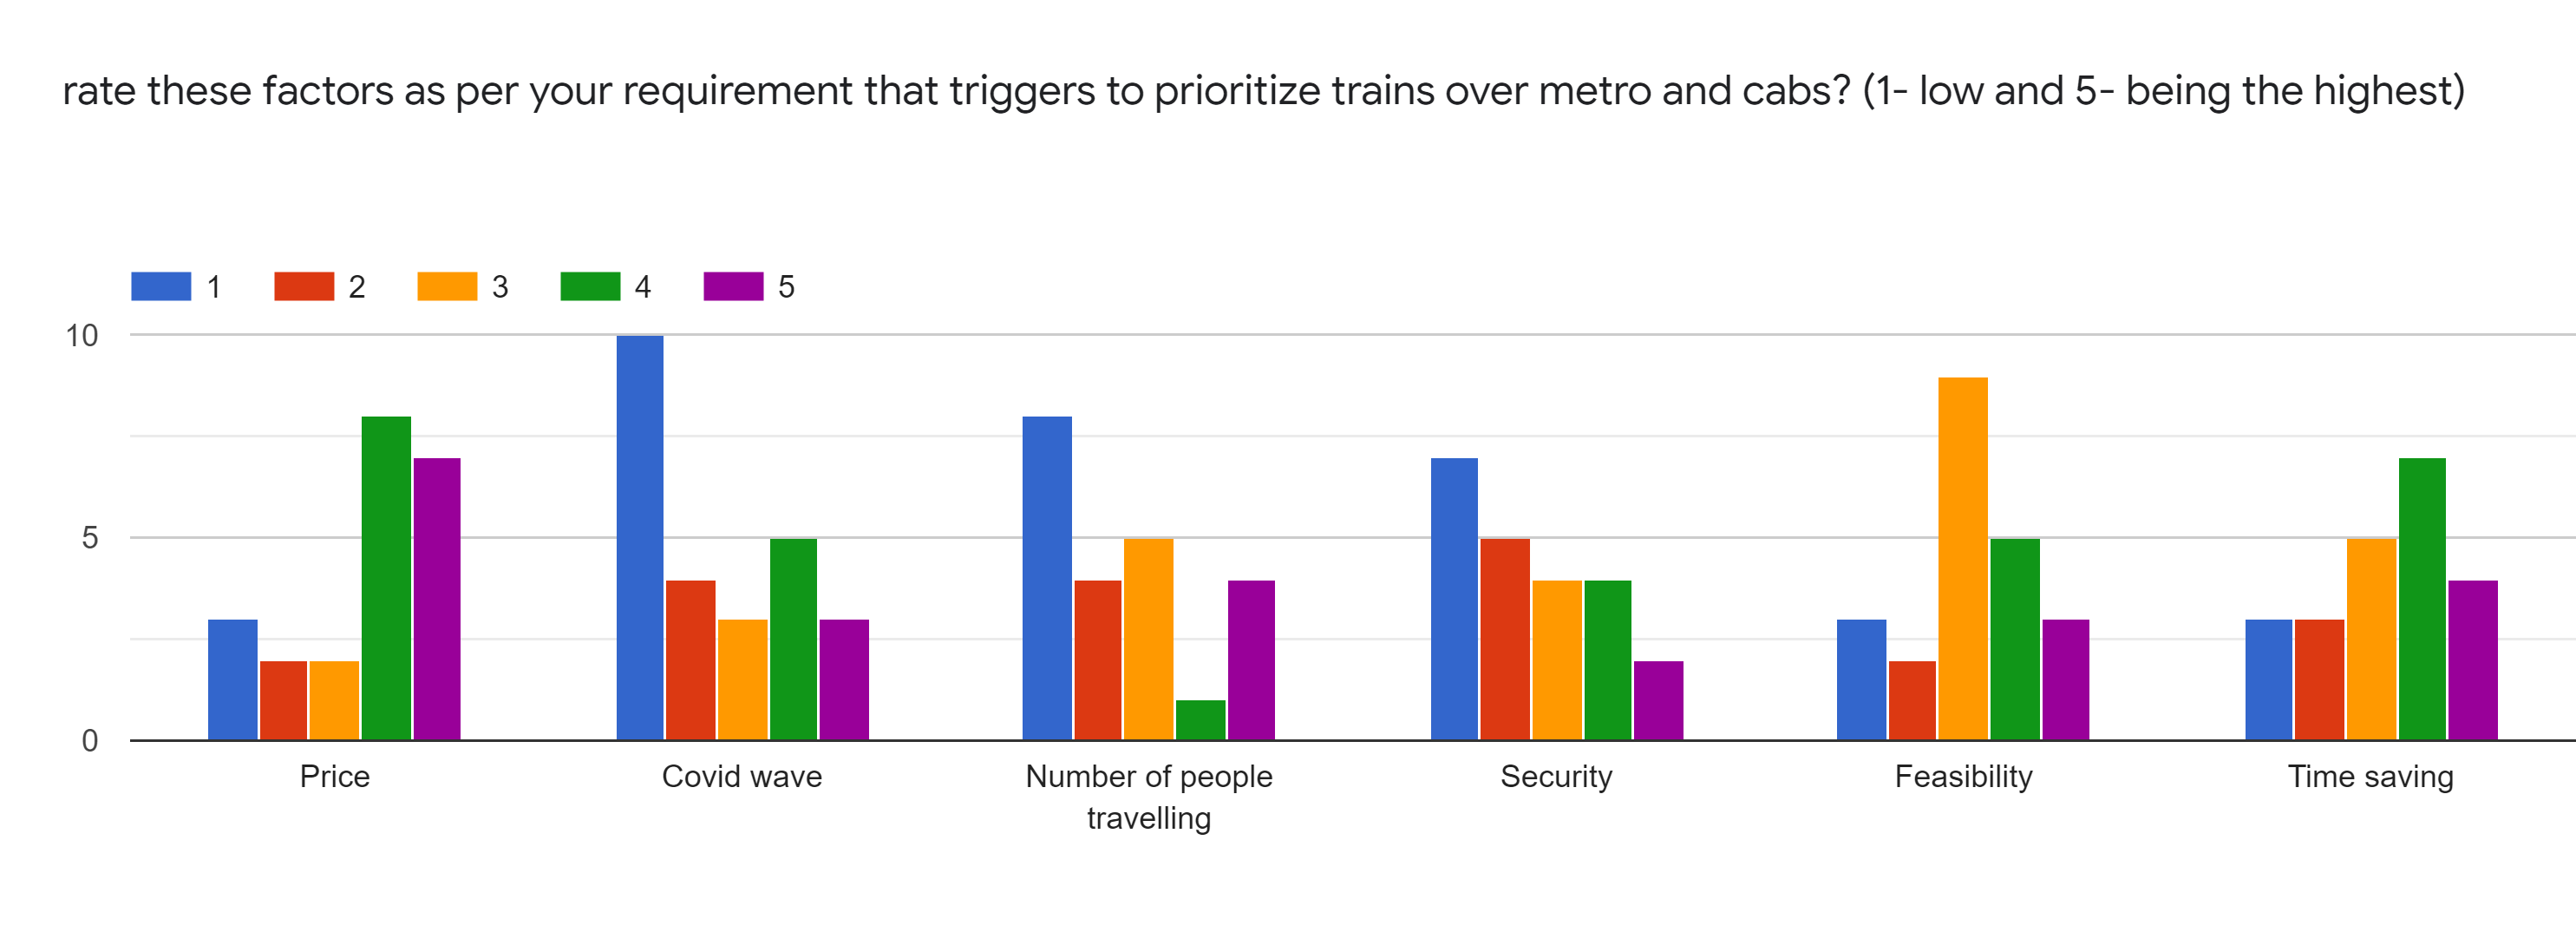 rate these factors as per your requirement that triggers to prioritize trains over metro and cabs? (1- low and 5- being the highest)
1 2 3 4 5
10
5
0
Price Covid wave Number of people travelling Security Feasibility Time saving